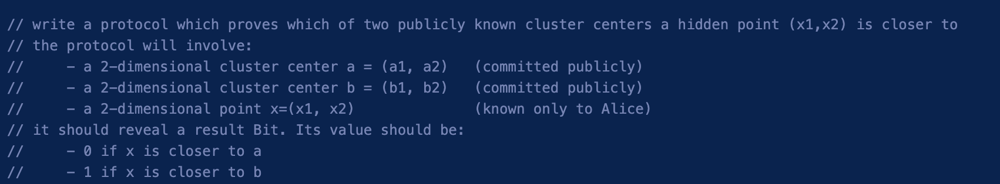 // write a protocol which proves which of two publicly known cluster centers a hidden point (x1,x2) is closer to
// the protocol will involve:
//     – a 2–dimensional cluster center a = (a1, a2)   (committed publicly)
//     – a 2–dimensional cluster center b = (b1, b2)   (committed publicly)
//     – a 2–dimensional point x=(x1, x2)              (known only to Alice)
// it should reveal a result Bit. Its value should be:
//     – 0 if x is closer to a
//     – 1 if x is closer to b